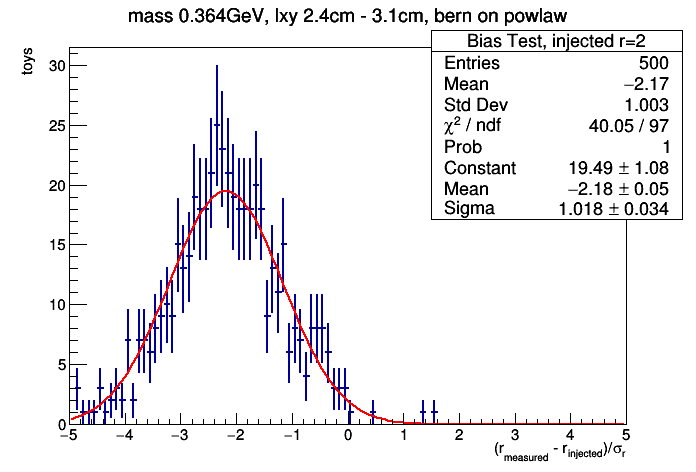 mass 0.364GeV, lxy 2.4cm - 3.1cm, bern on powlaw
toys
Bias Test, injected r=2
Entries 500
Mean −2.17
Std Dev 1.003
χ² / ndf 40.05 / 97
Prob 1
Constant 19.49 ± 1.08
Mean −2.18 ± 0.05
Sigma 1.018 ± 0.034
30
25
20
15
10
5
0
−5 −4 −3 −2 −1 0 1 2 3 4 5
(r_measured - r_injected)/σ_r